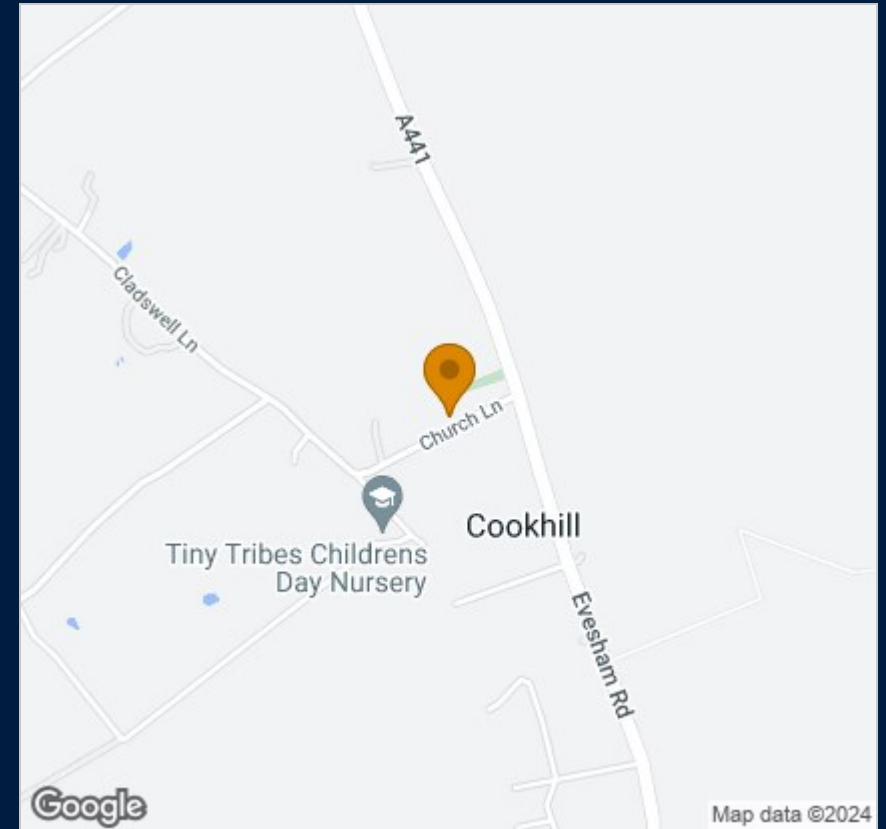 A441
Cladswell Ln
Church Ln
Cookhill
Tiny Tribes Childrens
Day Nursery
Evesham Rd
Google
Map data ©2024